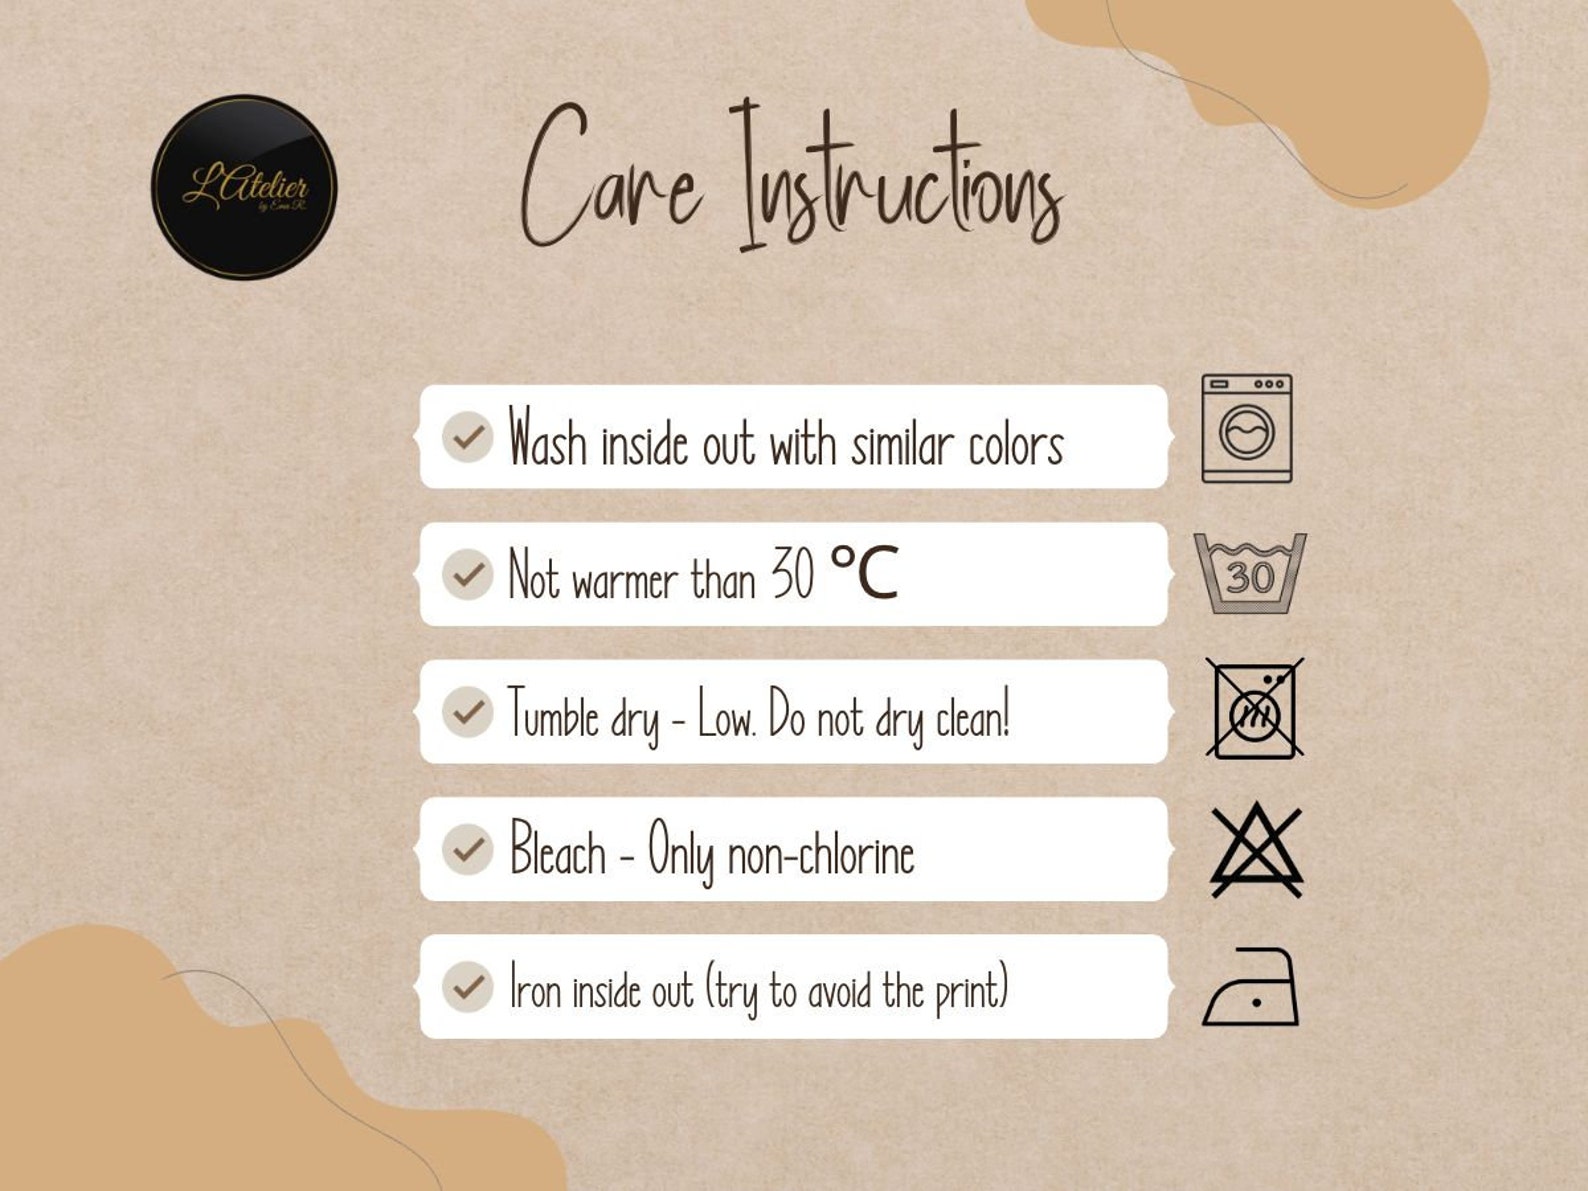 L'Atelier
by Ema R.
Care Instructions
Wash inside out with similar colors
Not warmer than 30 °C
30
Tumble dry - Low. Do not dry clean!
Bleach - Only non-chlorine
Iron inside out (try to avoid the print)